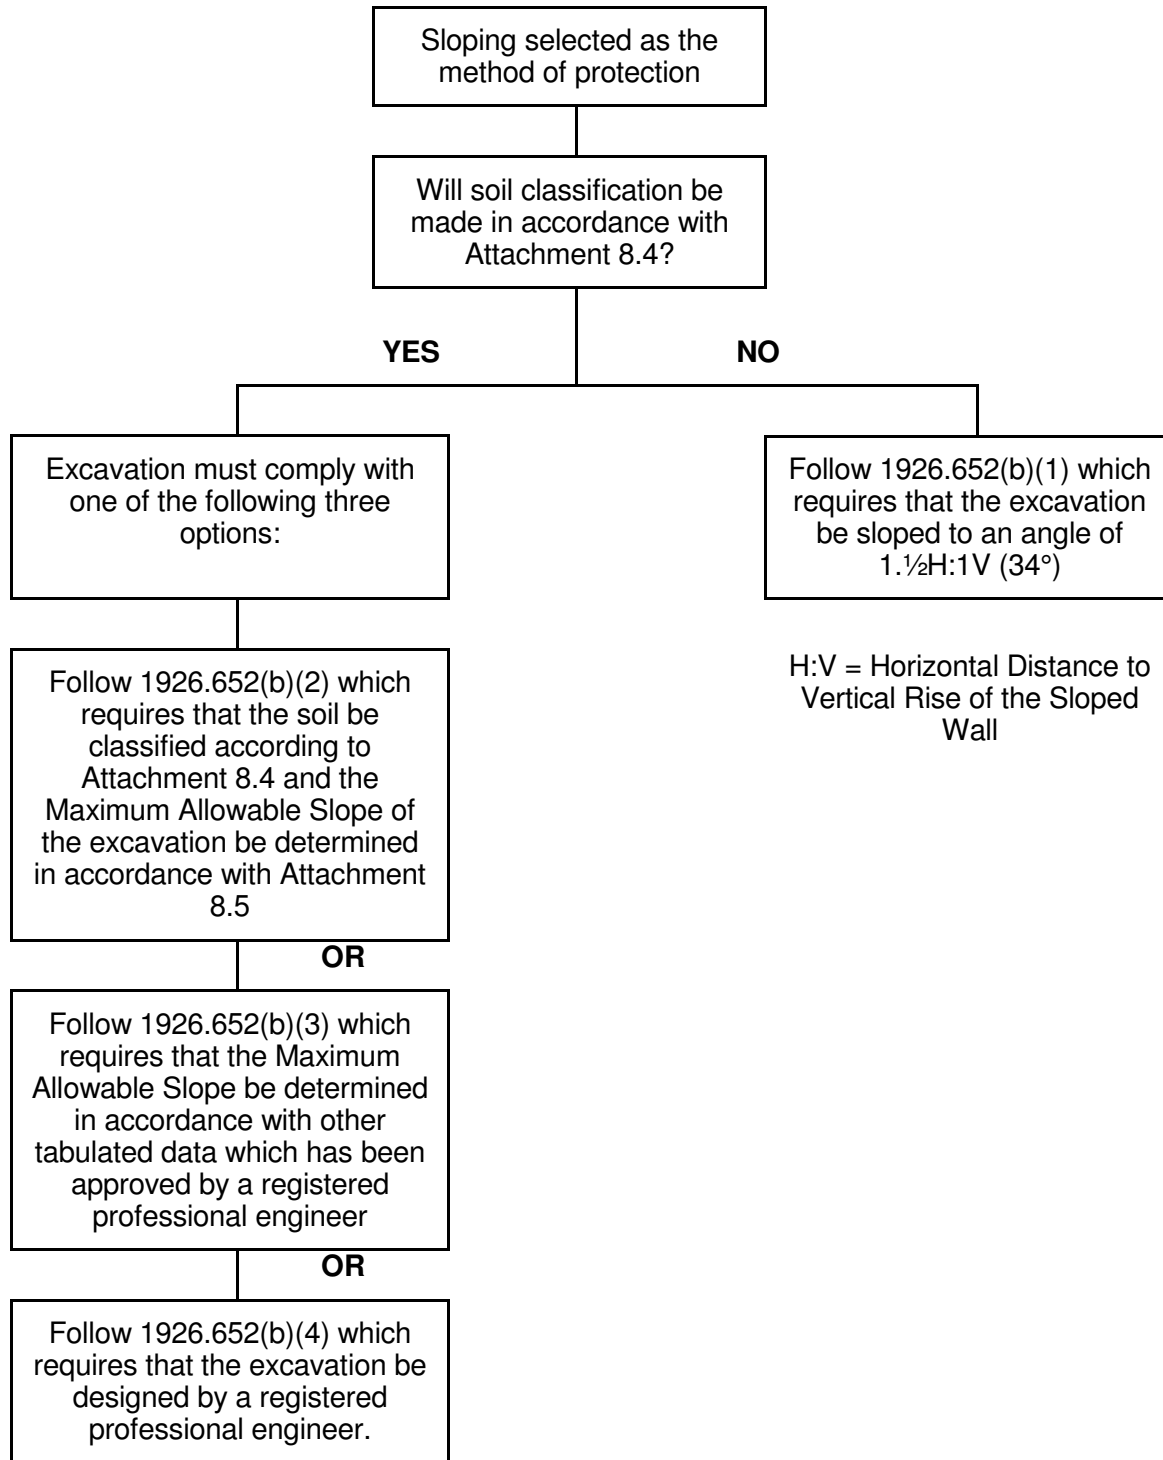 Sloping selected as the
method of protection
Will soil classification be
made in accordance with
Attachment 8.4?
YES
NO
Excavation must comply with
one of the following three
options:
Follow 1926.652(b)(1) which
requires that the excavation
be sloped to an angle of
1.½H:1V (34°)
H:V = Horizontal Distance to
Vertical Rise of the Sloped
Wall
Follow 1926.652(b)(2) which
requires that the soil be
classified according to
Attachment 8.4 and the
Maximum Allowable Slope of
the excavation be determined
in accordance with Attachment
8.5
OR
Follow 1926.652(b)(3) which
requires that the Maximum
Allowable Slope be determined
in accordance with other
tabulated data which has been
approved by a registered
professional engineer
OR
Follow 1926.652(b)(4) which
requires that the excavation be
designed by a registered
professional engineer.